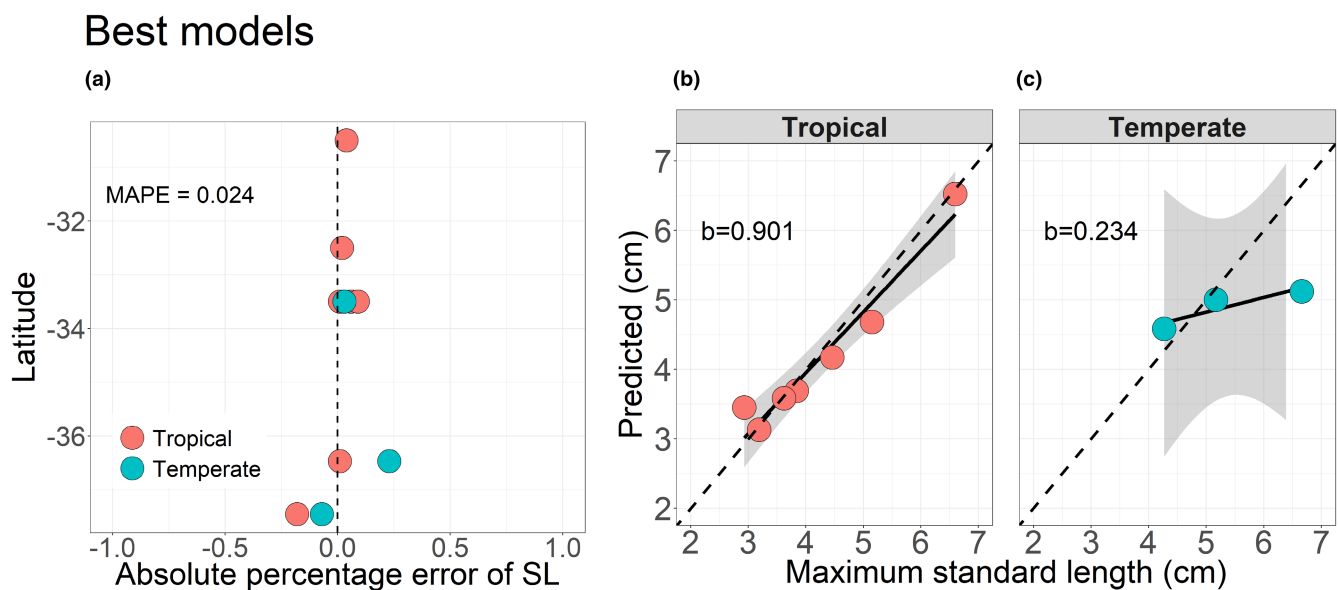 Best models
(a)
MAPE = 0.024
Latitude
-32
-34
-36
Tropical
Temperate
-1.0 -0.5 0.0 0.5 1.0
Absolute percentage error of SL
(b)
Tropical
b=0.901
Predicted (cm)
7
6
5
4
3
2
2 3 4 5 6 7
(c)
Temperate
b=0.234
2 3 4 5 6 7
Maximum standard length (cm)